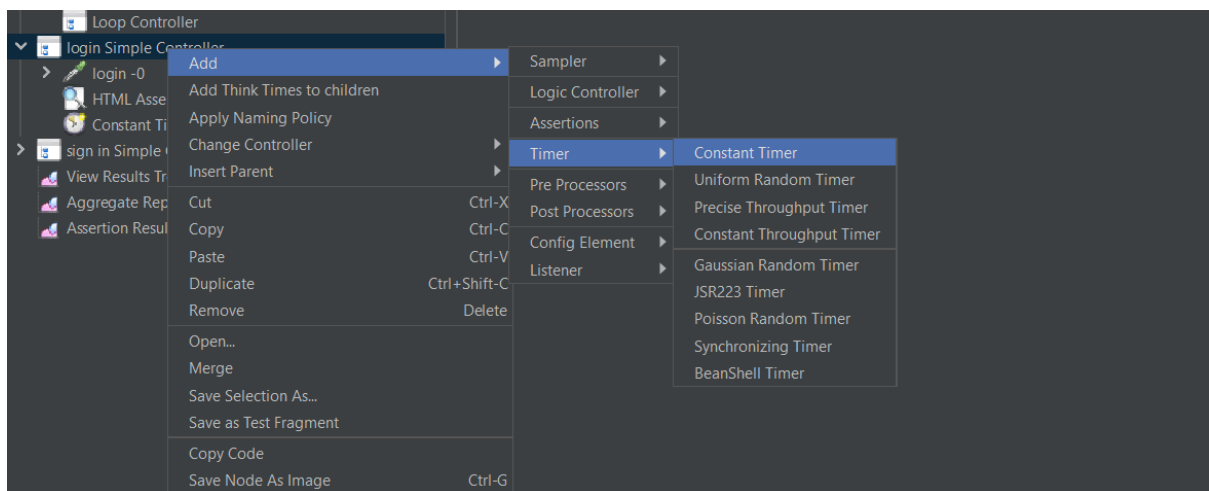 Loop Controller
login Simple Controller
login -0
HTML Asse
Constant Ti
sign in Simple
View Results Tr
Aggregate Rep
Assertion Resul
Add
Add Think Times to children
Apply Naming Policy
Change Controller
Insert Parent
Cut Ctrl-X
Copy Ctrl-C
Paste Ctrl-V
Duplicate Ctrl+Shift-C
Remove Delete
Open...
Merge
Save Selection As...
Save as Test Fragment
Copy Code
Save Node As Image Ctrl-G
Sampler
Logic Controller
Assertions
Timer
Pre Processors
Post Processors
Config Element
Listener
Constant Timer
Uniform Random Timer
Precise Throughput Timer
Constant Throughput Timer
Gaussian Random Timer
JSR223 Timer
Poisson Random Timer
Synchronizing Timer
BeanShell Timer